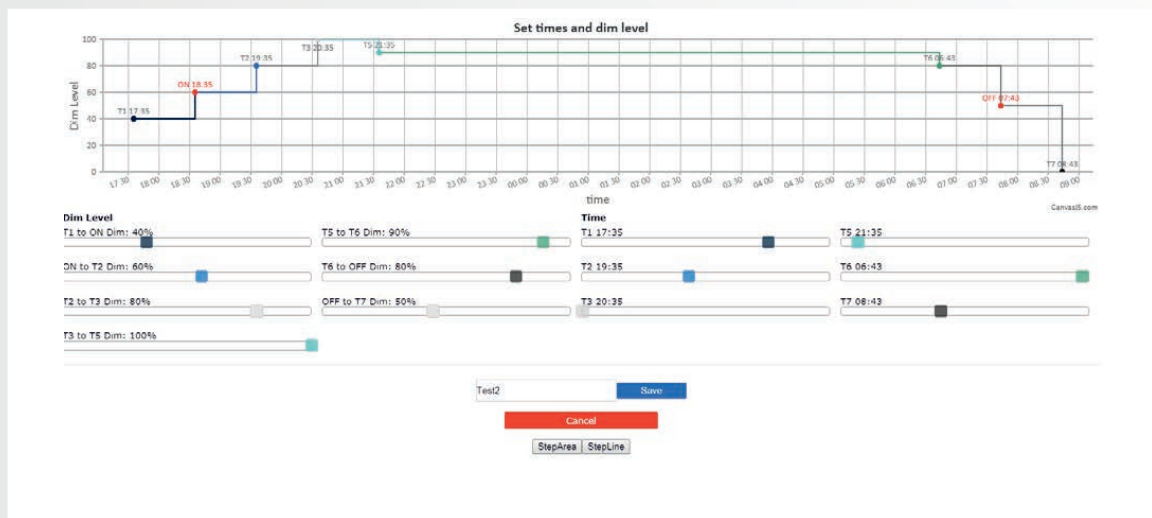 Set times and dim level
100
80
60
40
20
0
Dim Level
T1 17:35
ON 18:35
T2 19:35
T3 20:35
T5 21:35
T6 06:43
OFF 07:43
T7 08:43
17:30 18:00 18:30 19:00 19:30 20:00 20:30 21:00 21:30 22:00 22:30 23:00 23:30 00:00 00:30 01:00 01:30 02:00 02:30 03:00 03:30 04:00 04:30 05:00 05:30 06:00 06:30 07:00 07:30 08:00 08:30 09:00
time
CanvasJS.com
Dim Level
Time
T1 to ON Dim: 40%
T5 to T6 Dim: 90%
T1 17:35
T5 21:35
ON to T2 Dim: 60%
T6 to OFF Dim: 80%
T2 19:35
T6 06:43
T2 to T3 Dim: 80%
OFF to T7 Dim: 50%
T3 20:35
T7 08:43
T3 to T5 Dim: 100%
Test2
Save
Cancel
StepArea
StepLine